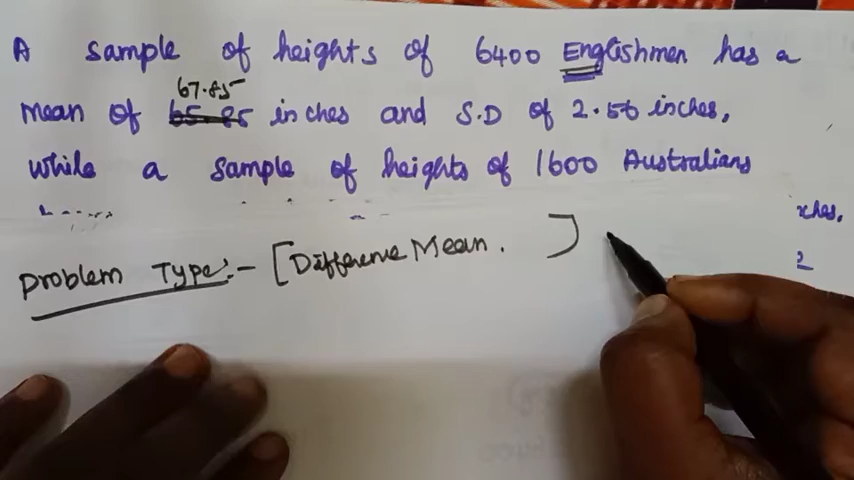 A sample of heights of 6400 Englishmen has a
67.85
mean of 65.85 inches and S.D of 2.56 inches,
while a sample of heights of 1600 Australians
ches.
Problem Type:- [Difference Mean. ]
2